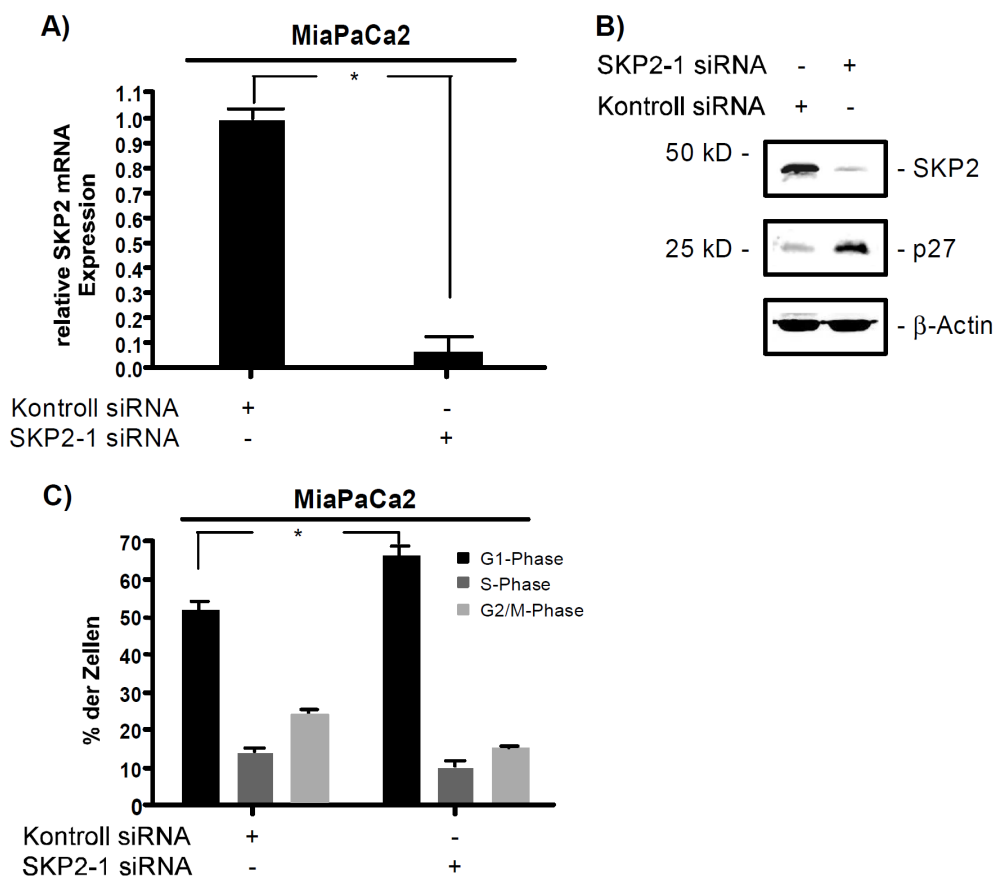 A)
MiaPaCa2
*
relative SKP2 mRNA
Expression
1.1
1.0
0.9
0.8
0.7
0.6
0.5
0.4
0.3
0.2
0.1
0.0
Kontroll siRNA + -
SKP2-1 siRNA - +
B)
SKP2-1 siRNA - +
Kontroll siRNA + -
50 kD - - SKP2
25 kD - - p27
- β-Actin
C)
MiaPaCa2
*
% der Zellen
70
60
50
40
30
20
10
0
G1-Phase
S-Phase
G2/M-Phase
Kontroll siRNA + -
SKP2-1 siRNA - +